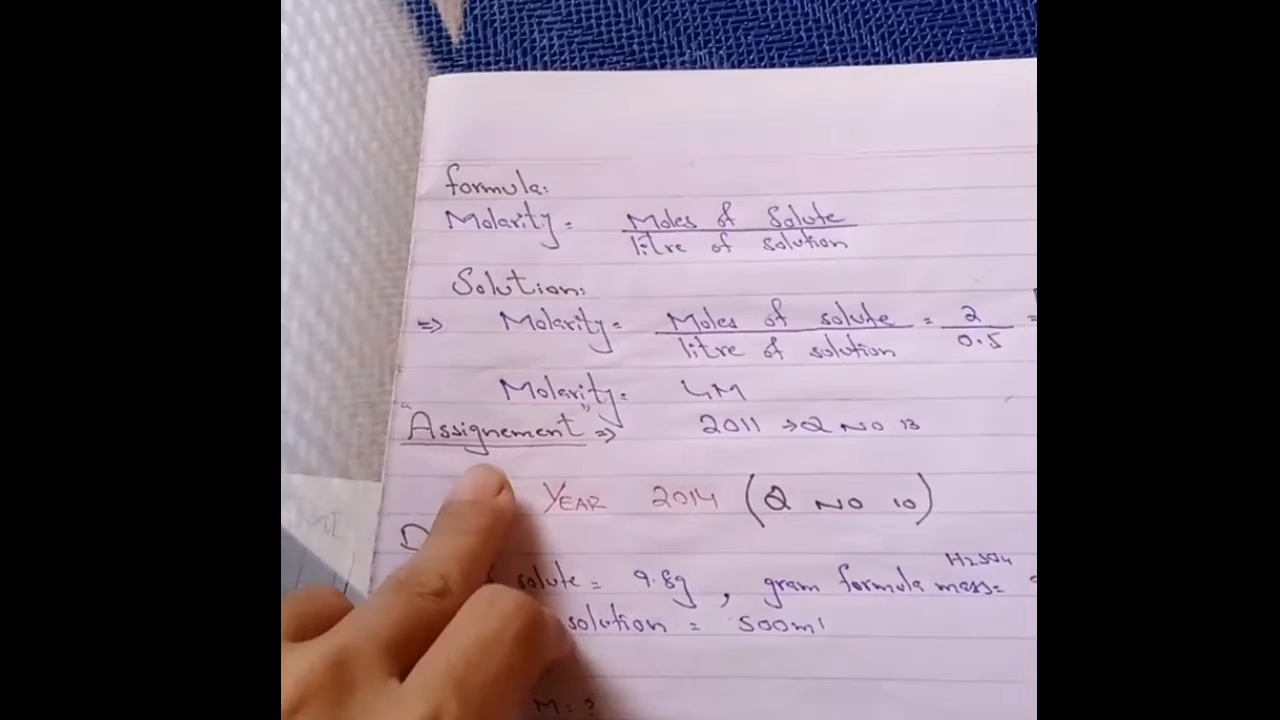 formula:
Molarity = Moles of Solute / litre of solution
Solution:
=> Molarity = Moles of solute / litre of solution = 2 / 0.5 =
Molarity = 4M
"Assignement" => 2011 → Q NO 13
YEAR 2014 (Q NO 10)
D
solute = 9.8g , gram formula mass H2SO4 =
solution = 500ml
M = ?